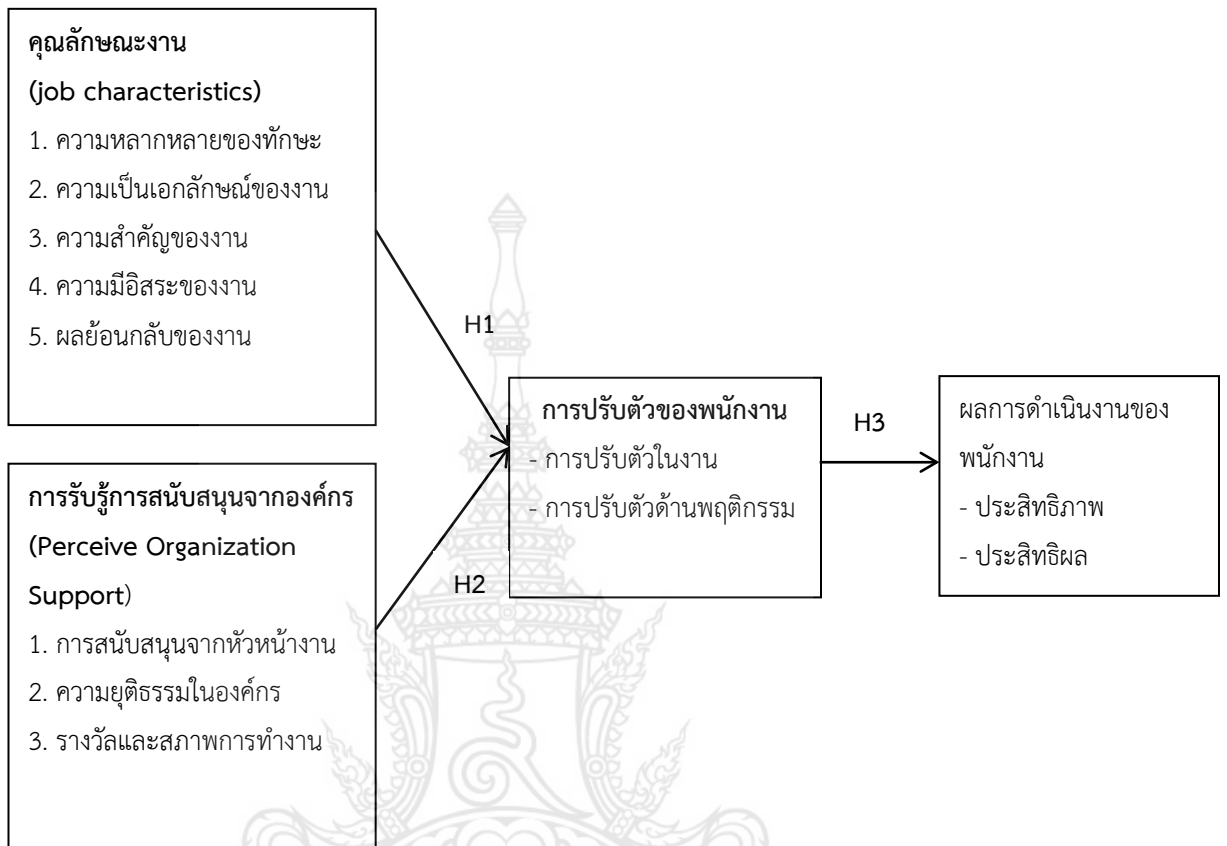 คุณลักษณะงาน
(job characteristics)
1. ความหลากหลายของทักษะ
2. ความเป็นเอกลักษณ์ของงาน
3. ความสำคัญของงาน
4. ความมีอิสระของงาน
5. ผลย้อนกลับของงาน
H1
การรับรู้การสนับสนุนจากองค์กร
(Perceive Organization
Support)
1. การสนับสนุนจากหัวหน้างาน
2. ความยุติธรรมในองค์กร
3. รางวัลและสภาพการทำงาน
H2
การปรับตัวของพนักงาน
- การปรับตัวในงาน
- การปรับตัวด้านพฤติกรรม
H3
ผลการดำเนินงานของ
พนักงาน
- ประสิทธิภาพ
- ประสิทธิผล